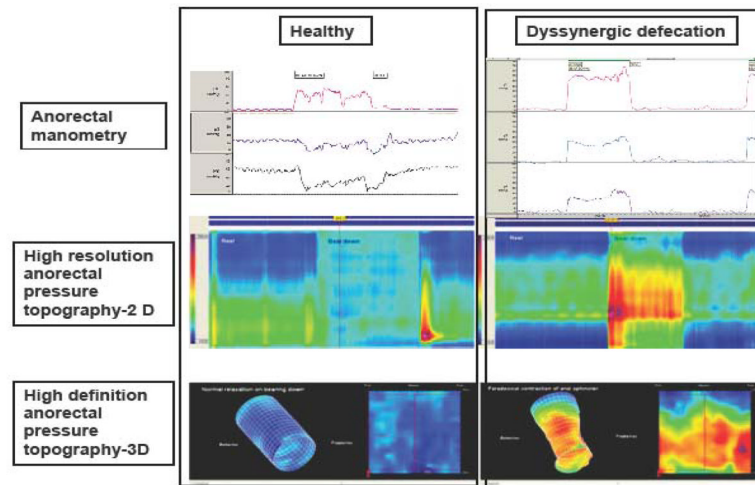 Healthy
Dyssynergic defecation
Anorectal
manometry
High resolution
anorectal
pressure
topography-2 D
Rest
Bear down
Rest
Bear down
High definition
anorectal
pressure
topography-3D
Normal relaxation on bearing down
Anterior
Posterior
Paradoxical contraction of anal sphincter
Anterior
Posterior